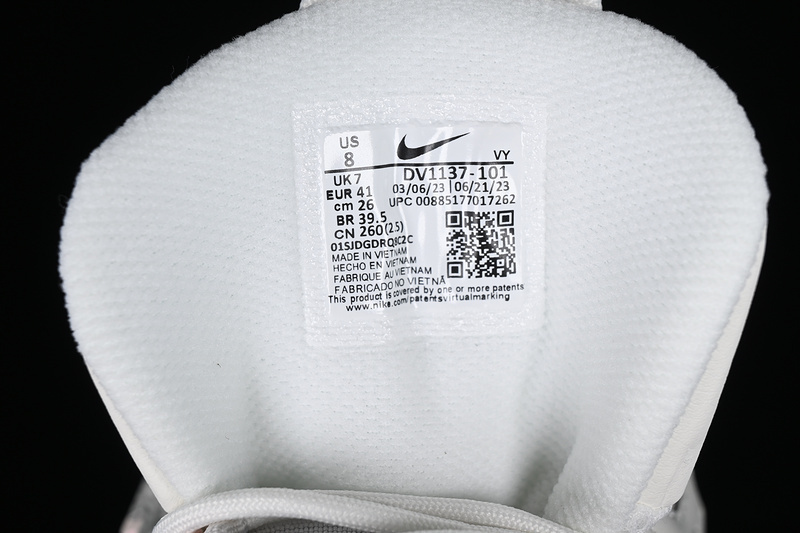 US
8
VY
UK 7
DV1137-101
EUR 41
03/06/23 | 06/21/23
cm 26
UPC 00885177017262
BR 39.5
CN 260(2.5)
01SJDGDRQ8C2C
MADE IN VIETNAM
HECHO EN VIETNAM
FABRIQUE AU VIETNAM
FABRICADO NO VIETNÃ
This product is covered by one or more patents
www.nike.com/patentsvirtualmarking